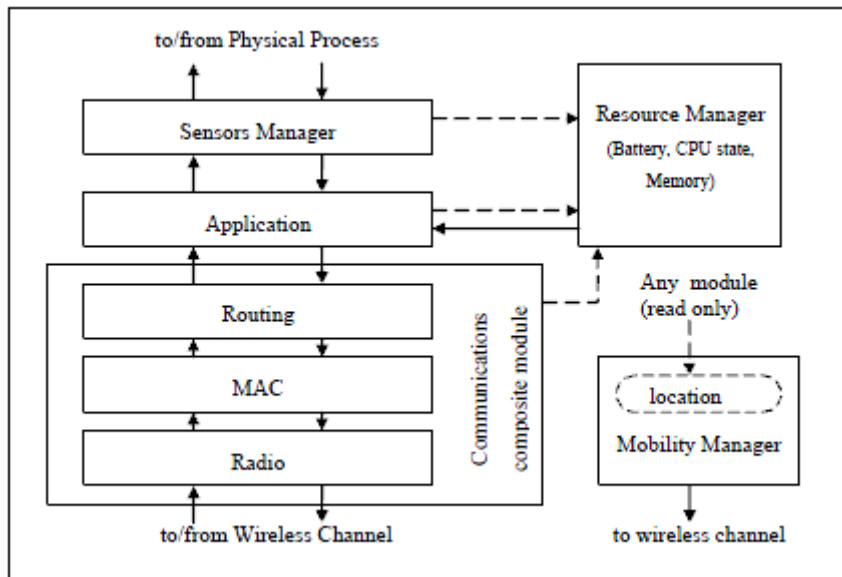 to/from Physical Process
Sensors Manager
Resource Manager
(Battery, CPU state,
Memory)
Application
Any module
(read only)
Routing
MAC
Radio
Communications
composite module
location
Mobility Manager
to/from Wireless Channel
to wireless channel